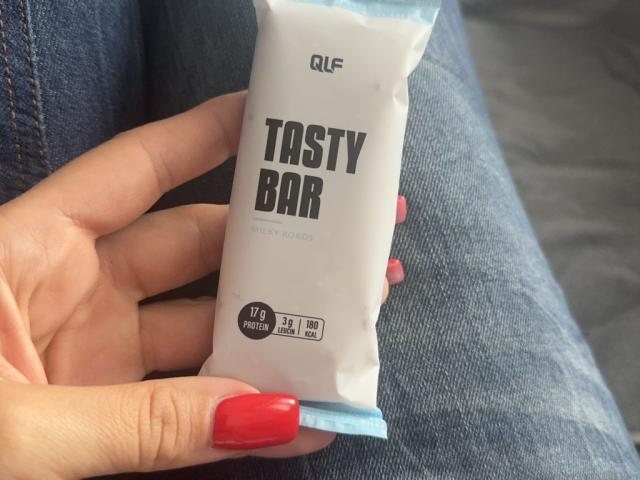 QLF
TASTY
BAR
MILKY KOKOS
17 g
PROTEIN
3 g
LEUCIN
180
KCAL